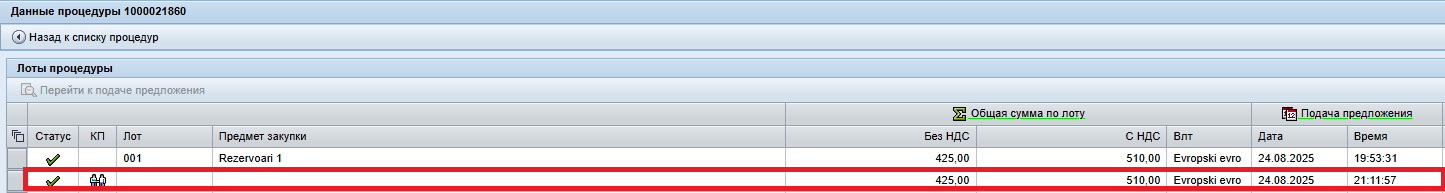 Данные процедуры 1000021860
Назад к списку процедур
Лоты процедуры
Перейти к подаче предложения
Общая сумма по лоту Подача предложения
Статус КП Лот Предмет закупки Без НДС С НДС Влт Дата Время
001 Rezervoari 1 425,00 510,00 Evropski evro 24.08.2025 19:53:31
425,00 510,00 Evropski evro 24.08.2025 21:11:57